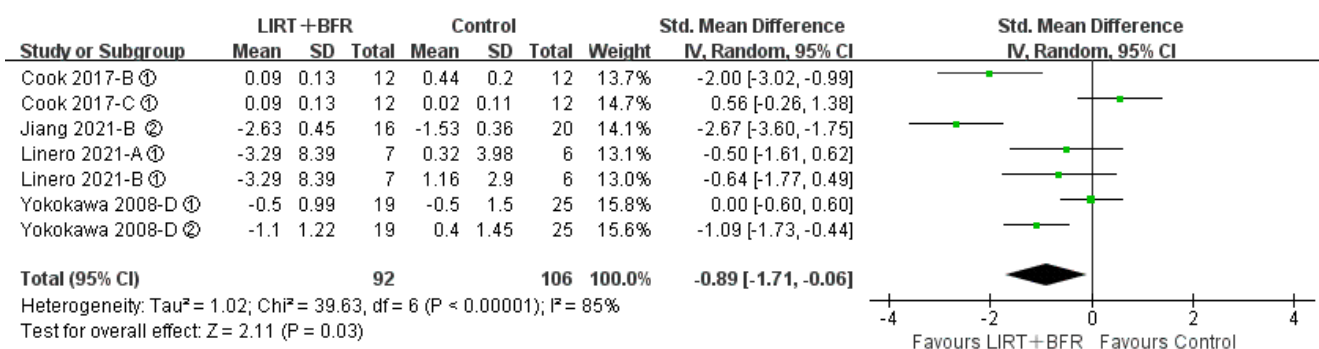 LIRT+BFR Control Std. Mean Difference Std. Mean Difference
Study or Subgroup Mean SD Total Mean SD Total Weight IV, Random, 95% CI IV, Random, 95% CI
Cook 2017-B ① 0.09 0.13 12 0.44 0.2 12 13.7% -2.00 [-3.02, -0.99]
Cook 2017-C ① 0.09 0.13 12 0.02 0.11 12 14.7% 0.56 [-0.26, 1.38]
Jiang 2021-B ② -2.63 0.45 16 -1.53 0.36 20 14.1% -2.67 [-3.60, -1.75]
Linero 2021-A ① -3.29 8.39 7 0.32 3.98 6 13.1% -0.50 [-1.61, 0.62]
Linero 2021-B ① -3.29 8.39 7 1.16 2.9 6 13.0% -0.64 [-1.77, 0.49]
Yokokawa 2008-D ① -0.5 0.99 19 -0.5 1.5 25 15.8% 0.00 [-0.60, 0.60]
Yokokawa 2008-D ② -1.1 1.22 19 0.4 1.45 25 15.6% -1.09 [-1.73, -0.44]
Total (95% CI) 92 106 100.0% -0.89 [-1.71, -0.06]
Heterogeneity: Tau² = 1.02; Chi² = 39.63, df = 6 (P < 0.00001); I² = 85%
Test for overall effect: Z = 2.11 (P = 0.03)
-4 -2 0 2 4
Favours LIRT+BFR Favours Control